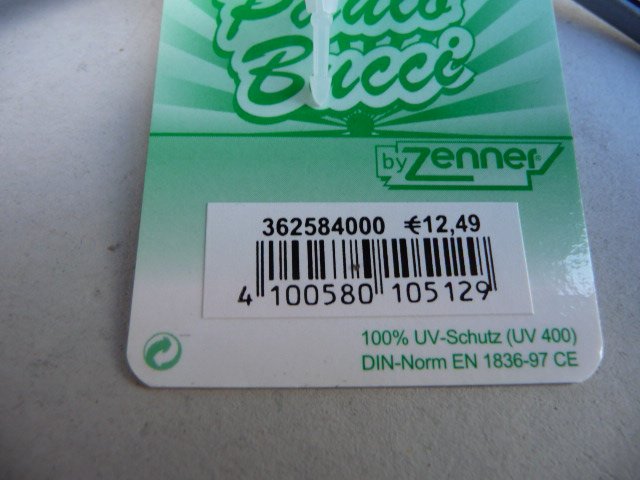 Bucci
by Zenner®
362584000 €12,49
4 100580 105129
100% UV-Schutz (UV 400)
DIN-Norm EN 1836-97 CE